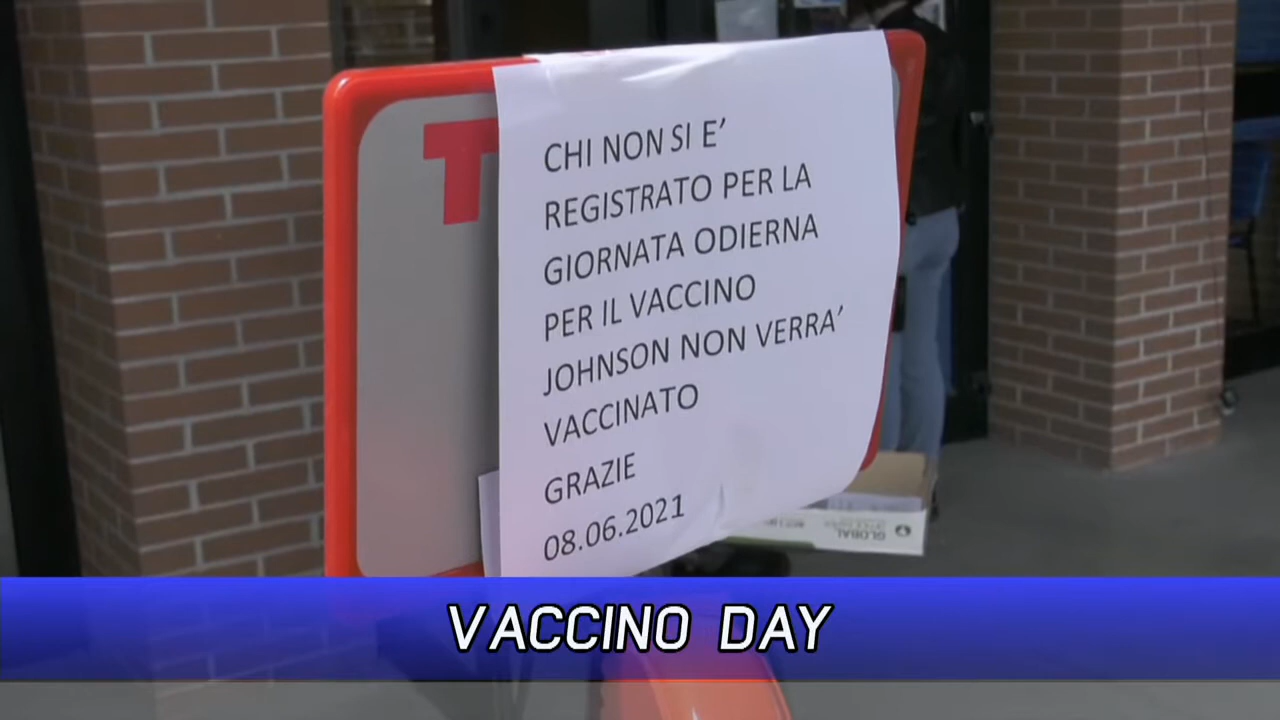 T
CHI NON SI E'
REGISTRATO PER LA
GIORNATA ODIERNA
PER IL VACCINO
JOHNSON NON VERRA'
VACCINATO
GRAZIE
08.06.2021
GLOBAL
VACCINO DAY